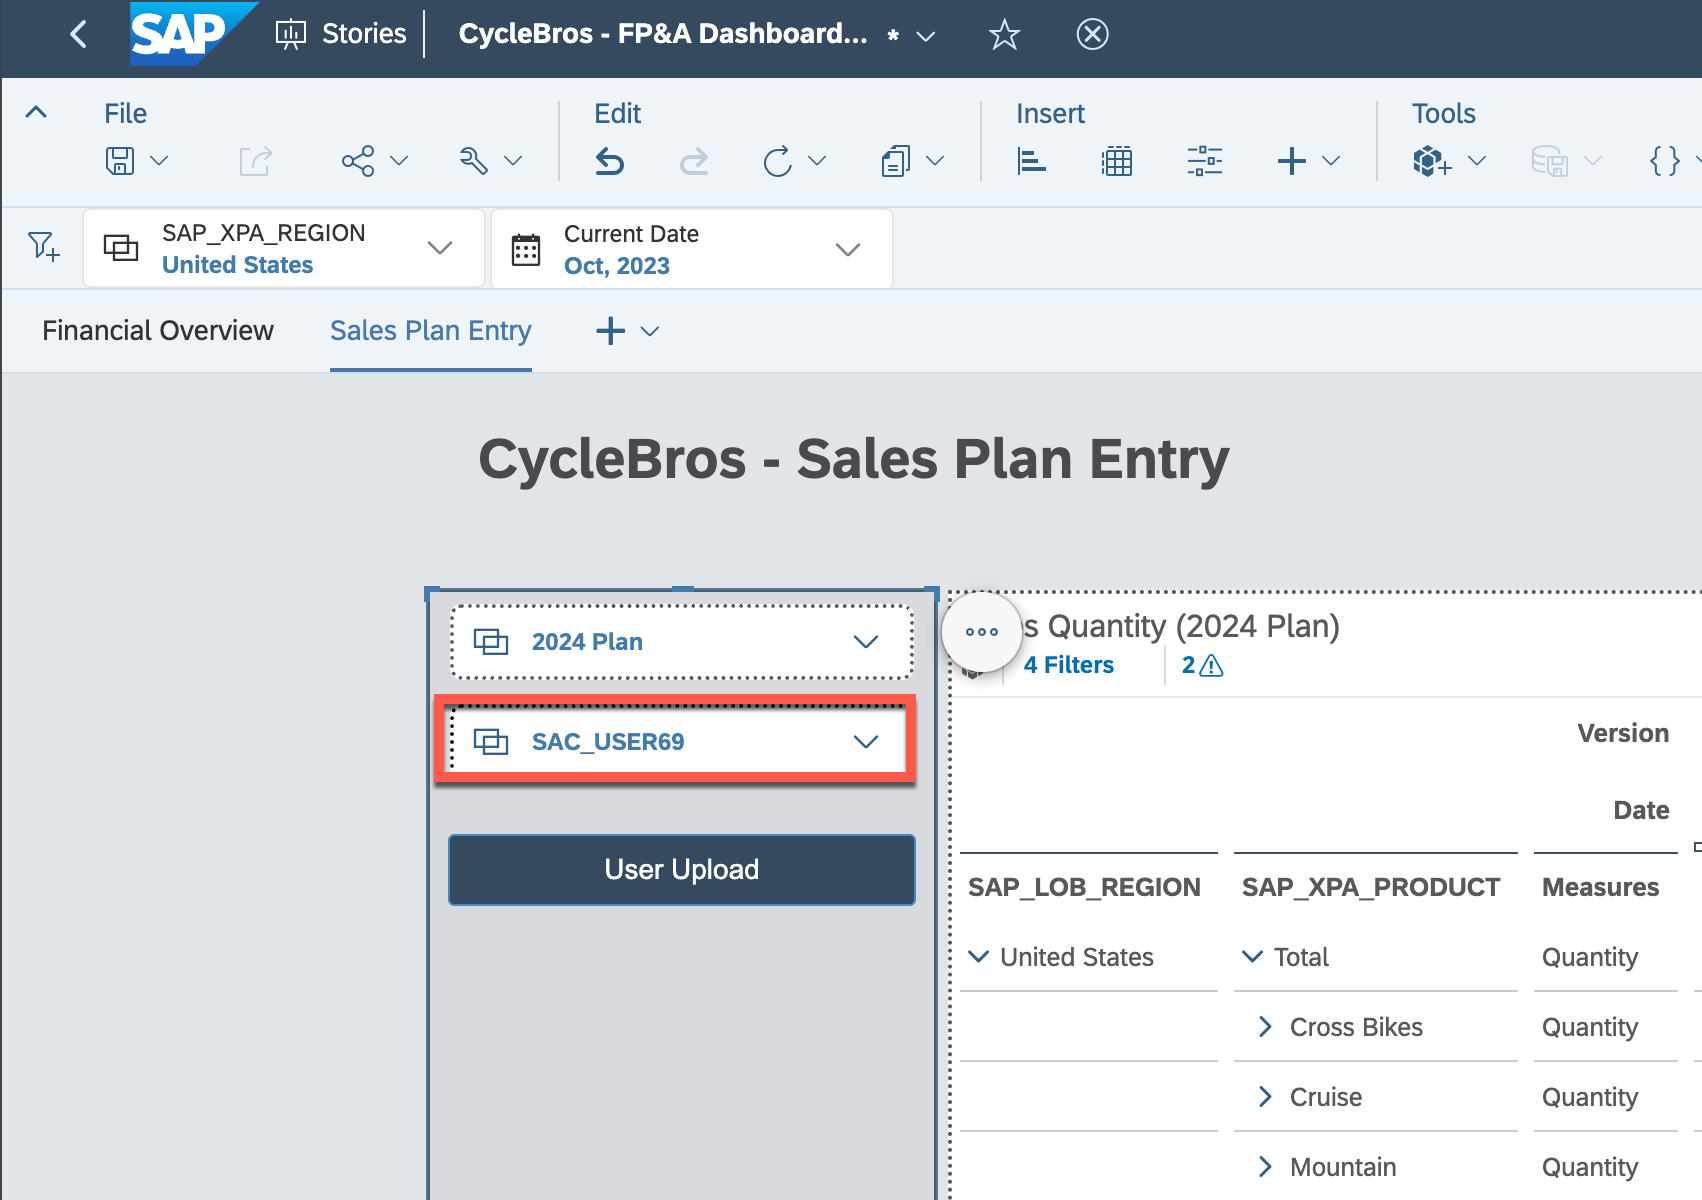 SAP Stories CycleBros - FP&A Dashboard... *
File Edit Insert Tools
SAP_XPA_REGION
United States
Current Date
Oct, 2023
Financial Overview Sales Plan Entry
CycleBros - Sales Plan Entry
2024 Plan
SAC_USER69
User Upload
s Quantity (2024 Plan)
4 Filters 2
Version
Date
SAP_LOB_REGION SAP_XPA_PRODUCT Measures
United States Total Quantity
Cross Bikes Quantity
Cruise Quantity
Mountain Quantity